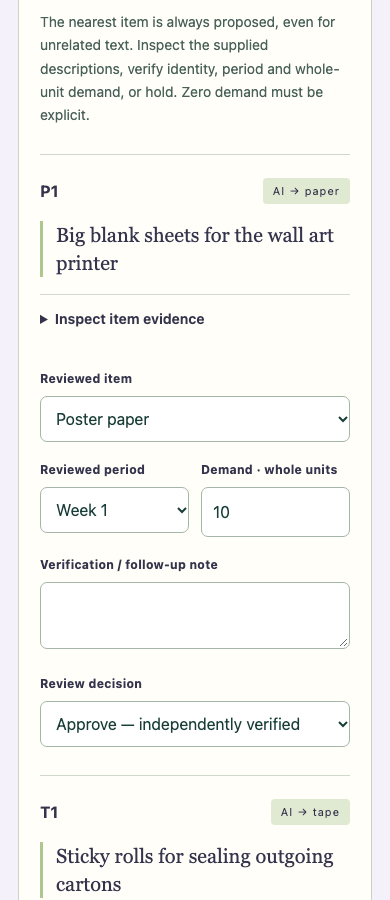 The nearest item is always proposed, even for
unrelated text. Inspect the supplied
descriptions, verify identity, period and whole-
unit demand, or hold. Zero demand must be
explicit.
P1
AI → paper
Big blank sheets for the wall art
printer
Inspect item evidence
Reviewed item
Poster paper
Reviewed period
Demand · whole units
Week 1
10
Verification / follow-up note
Review decision
Approve — independently verified
T1
AI → tape
Sticky rolls for sealing outgoing
cartons